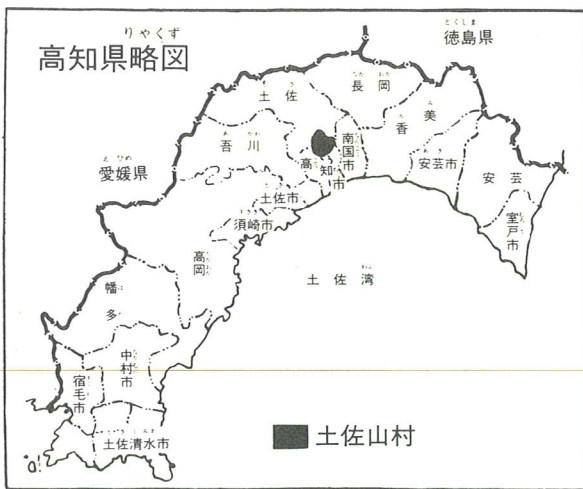 りゃくず
高知県略図
とくしま
徳島県
えひめ
愛媛県
土佐
長岡
吾川
香美
南国市
高知市
安芸市
安芸
室戸市
土佐市
須崎市
高岡
土佐湾
幡多
中村市
宿毛市
土佐清水市
土佐山村